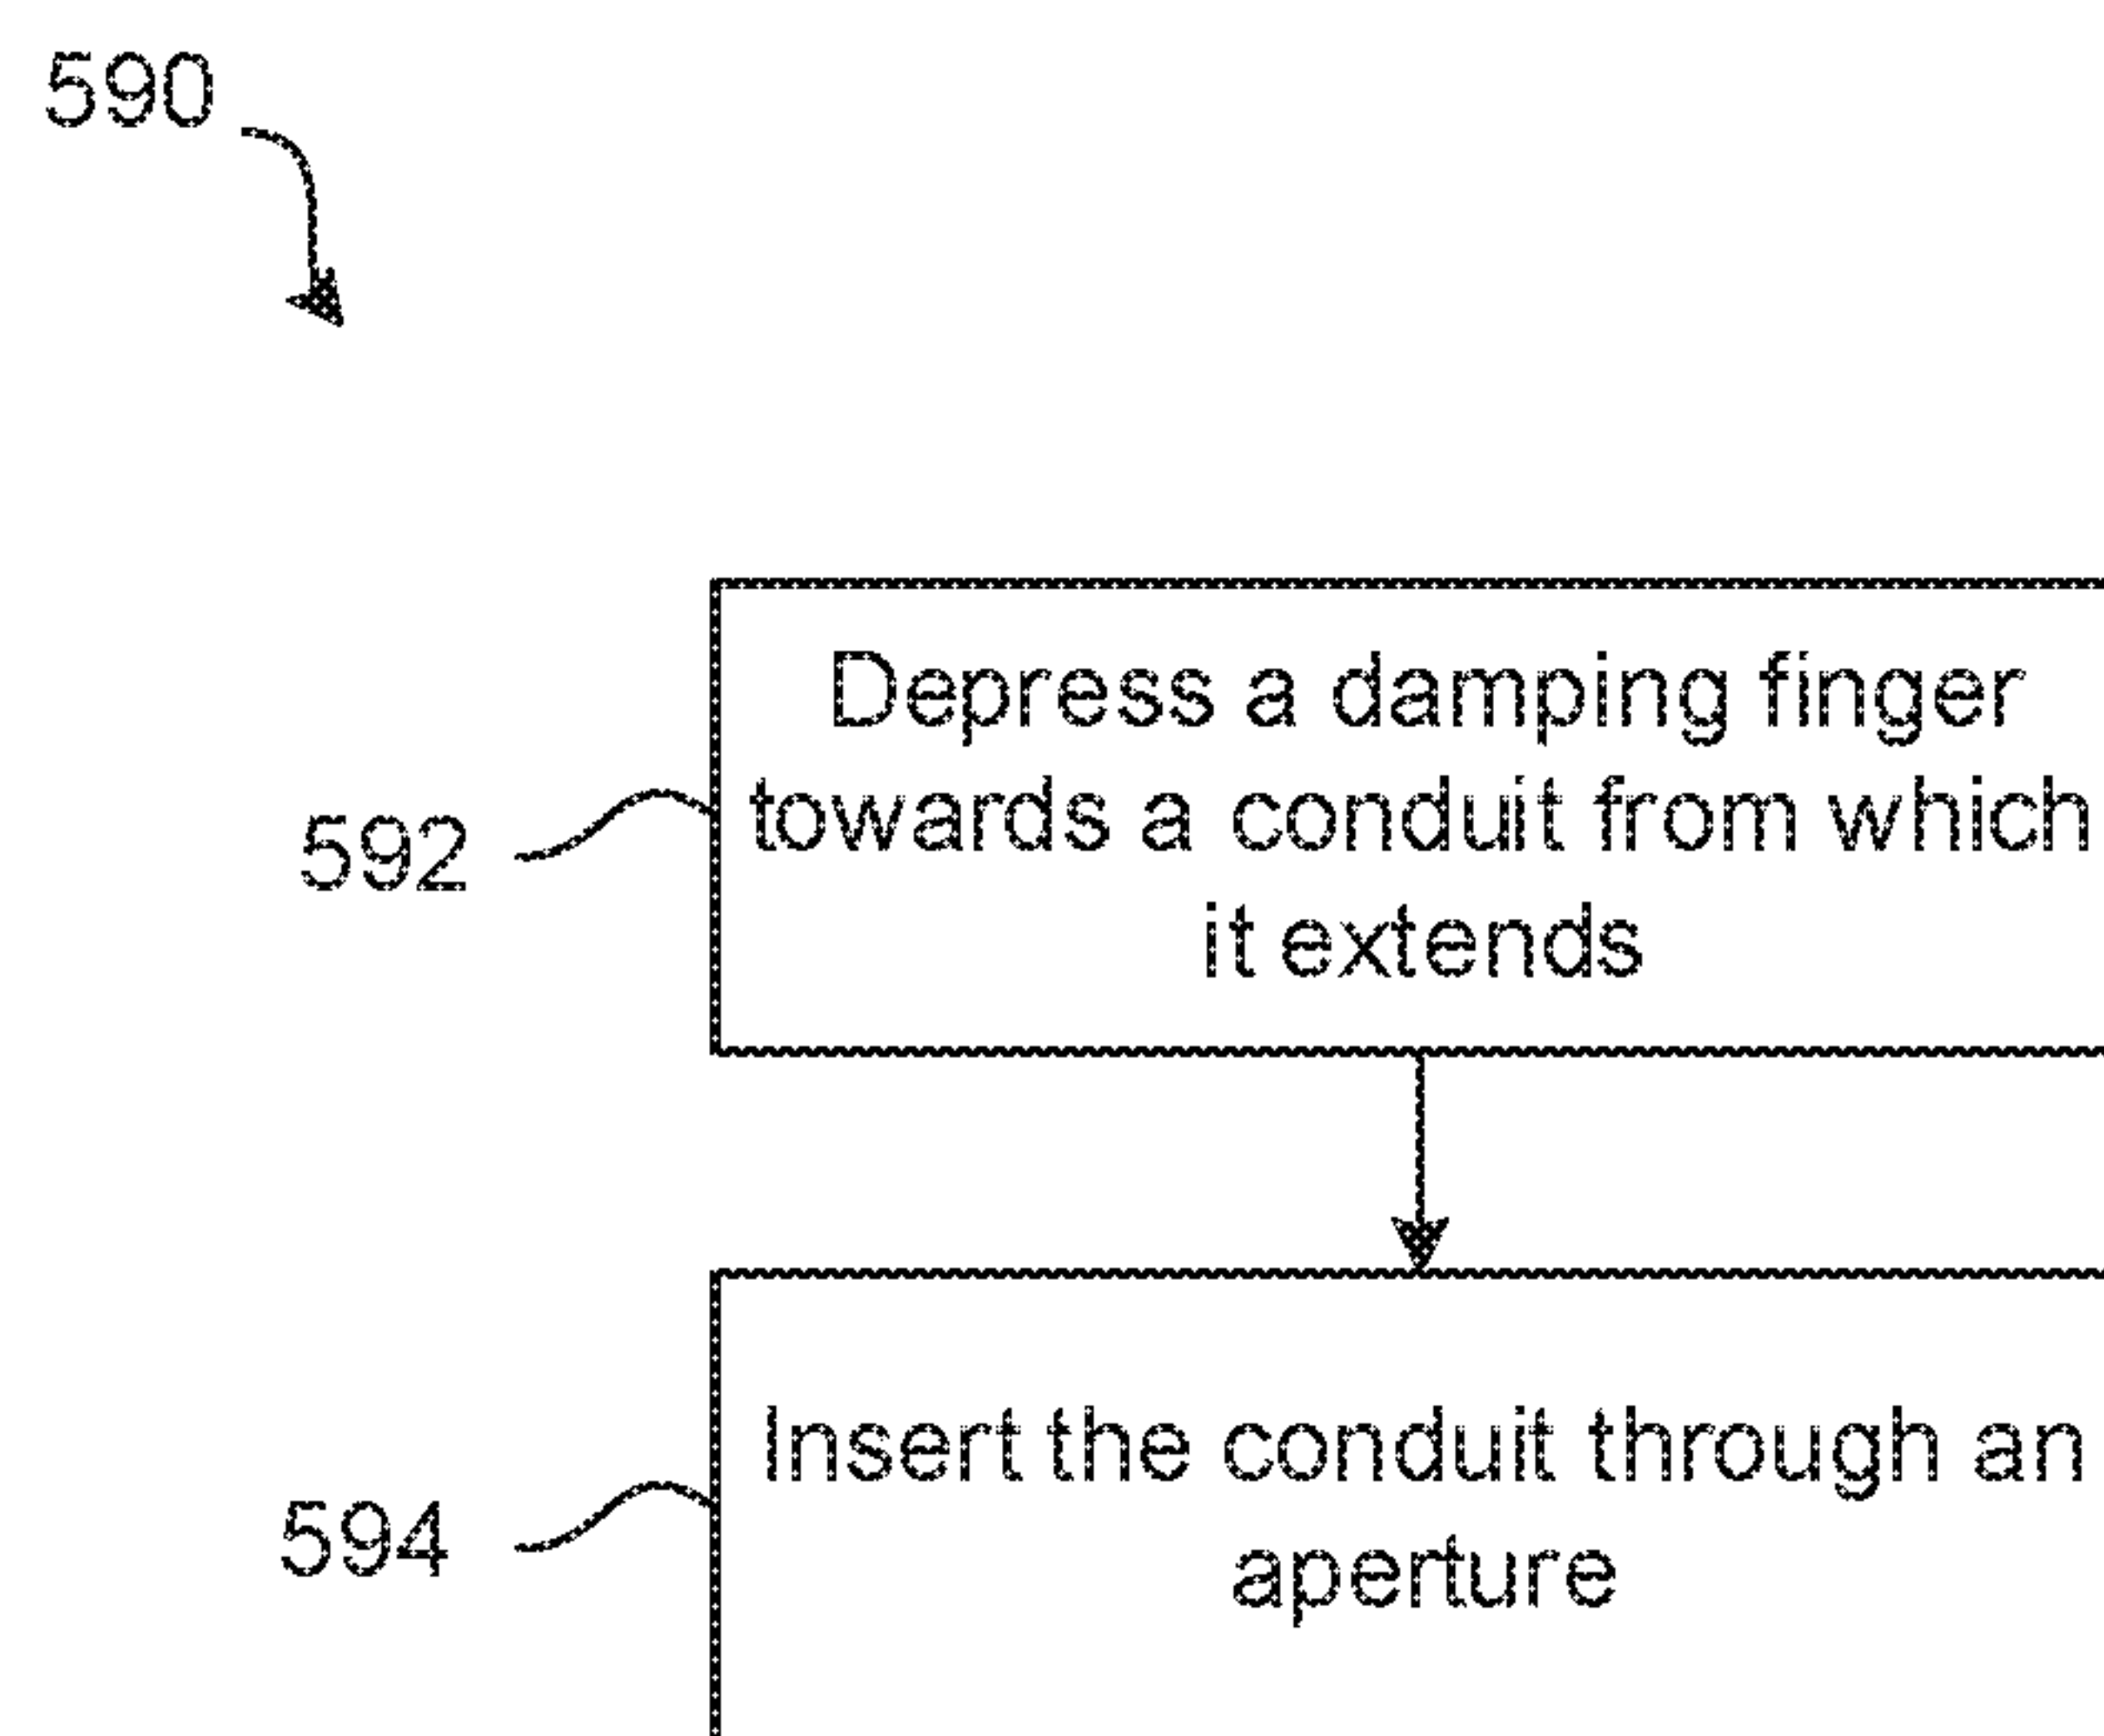 590
Depress a damping finger
towards a conduit from which
it extends
592
Insert the conduit through an
aperture
594